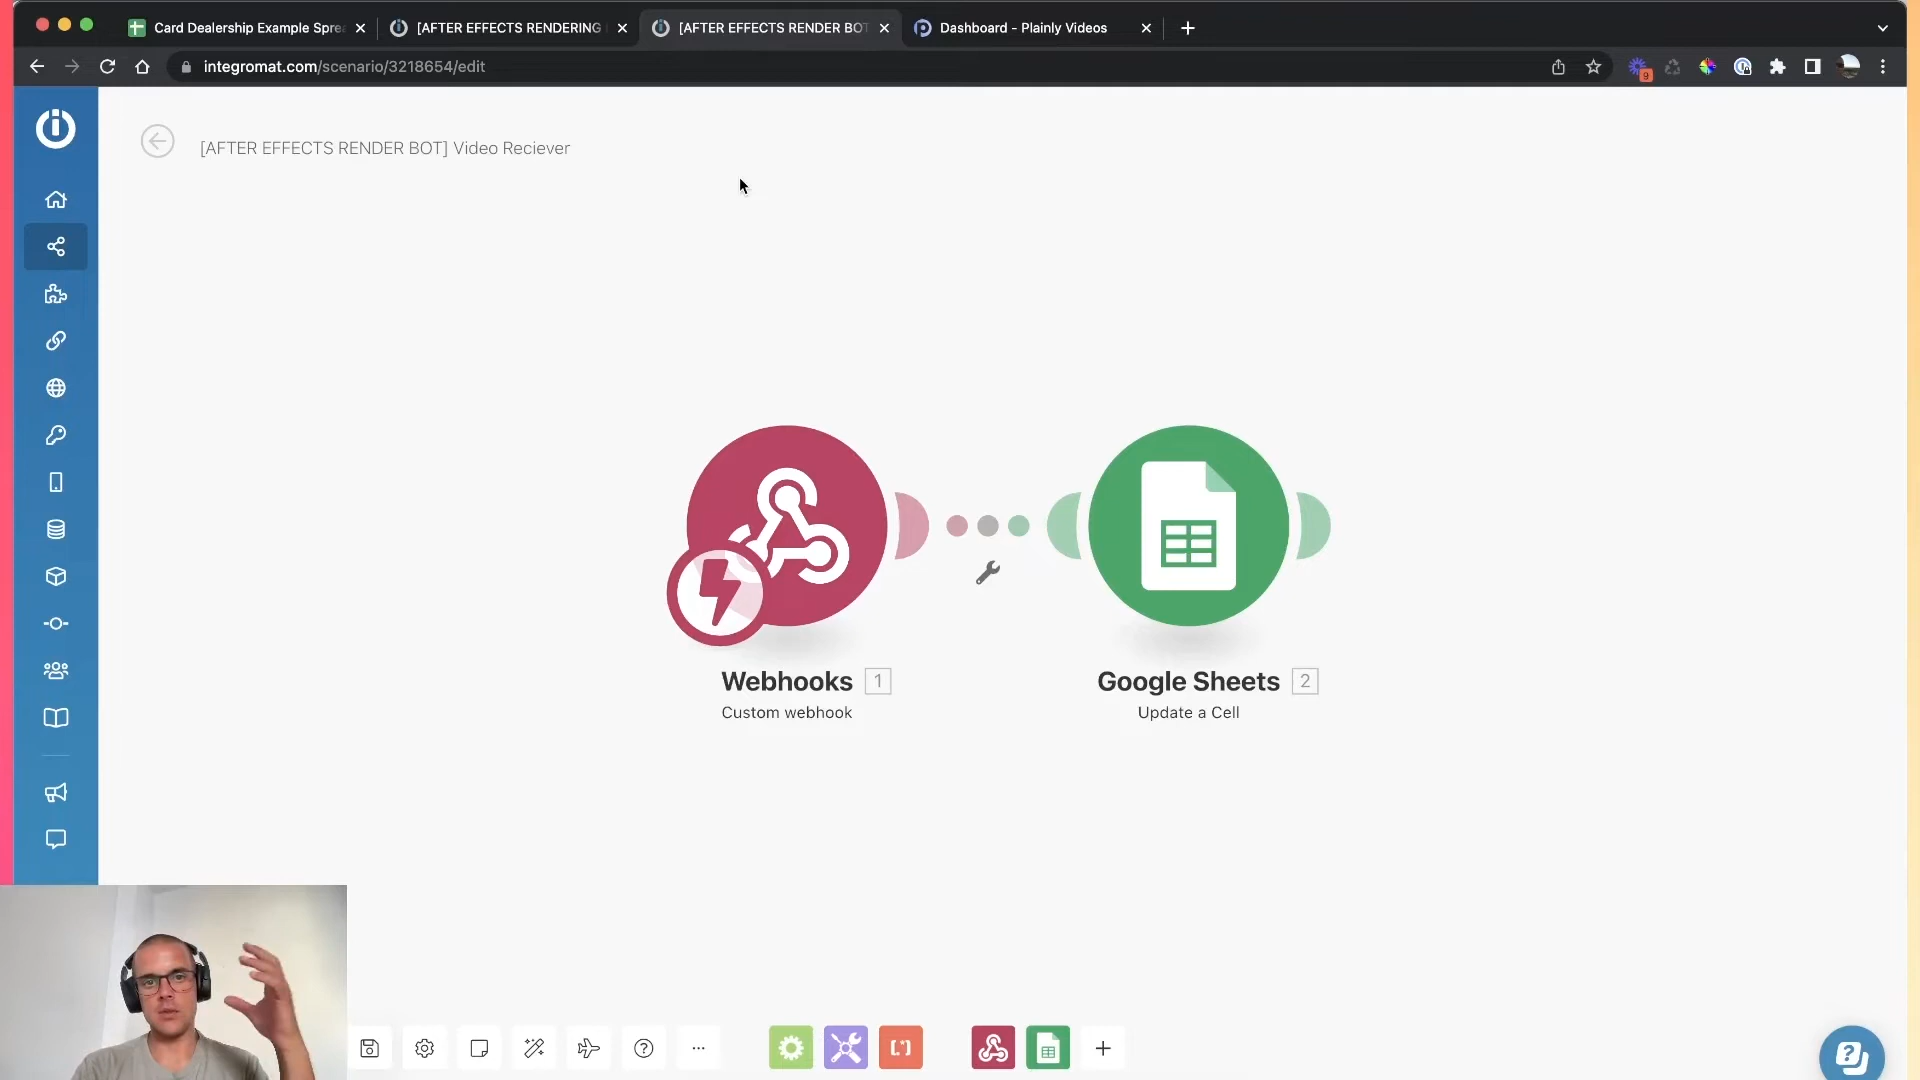 Card Dealership Example Spre
[AFTER EFFECTS RENDERING
[AFTER EFFECTS RENDER BOT
Dashboard - Plainly Videos
integromat.com/scenario/3218654/edit
9
[AFTER EFFECTS RENDER BOT] Video Reciever
Webhooks 1
Custom webhook
Google Sheets 2
Update a Cell